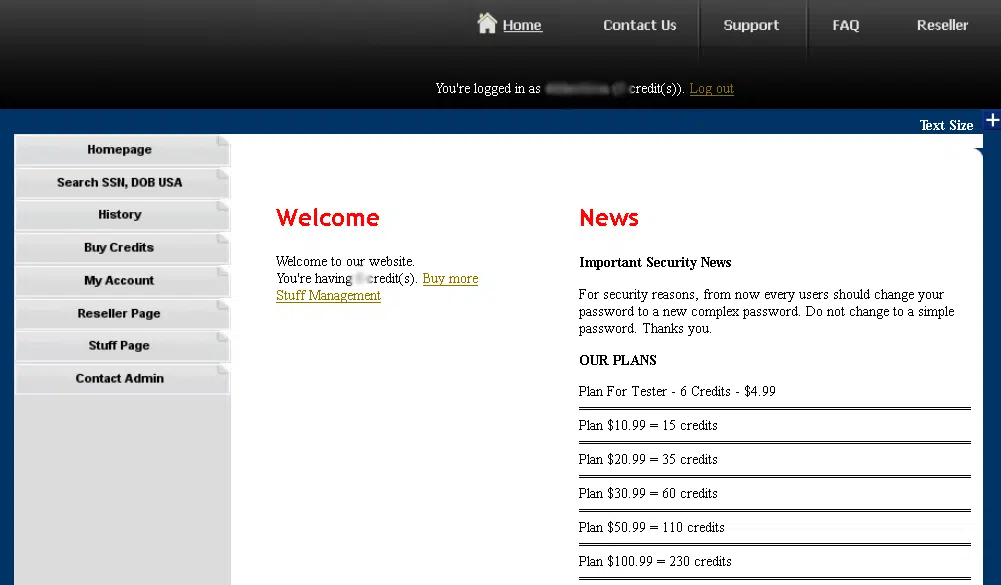 Home
Contact Us
Support
FAQ
Reseller
You're logged in as credit(s)). Log out
Text Size
Homepage
Search SSN, DOB USA
History
Buy Credits
My Account
Reseller Page
Stuff Page
Contact Admin
Welcome
Welcome to our website.
You're having credit(s). Buy more
Stuff Management
News
Important Security News
For security reasons, from now every users should change your
password to a new complex password. Do not change to a simple
password. Thanks you.
OUR PLANS
Plan For Tester - 6 Credits - $4.99
Plan $10.99 = 15 credits
Plan $20.99 = 35 credits
Plan $30.99 = 60 credits
Plan $50.99 = 110 credits
Plan $100.99 = 230 credits